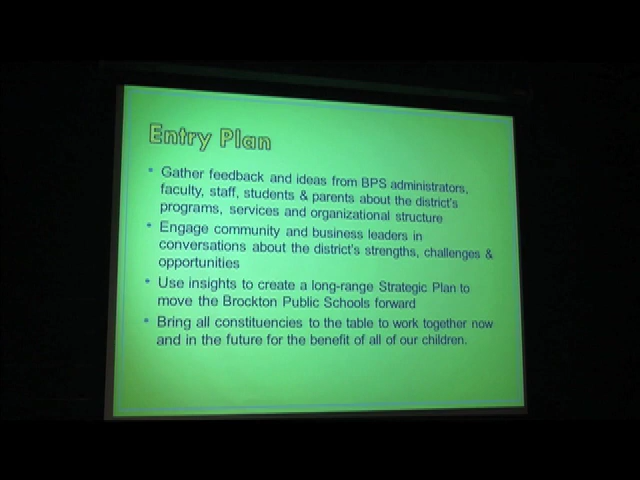 Entry Plan
• Gather feedback and ideas from BPS administrators,
faculty, staff, students & parents about the district's
programs, services and organizational structure
• Engage community and business leaders in
conversations about the district's strengths, challenges &
opportunities
• Use insights to create a long-range Strategic Plan to
move the Brockton Public Schools forward
• Bring all constituencies to the table to work together now
and in the future for the benefit of all of our children.